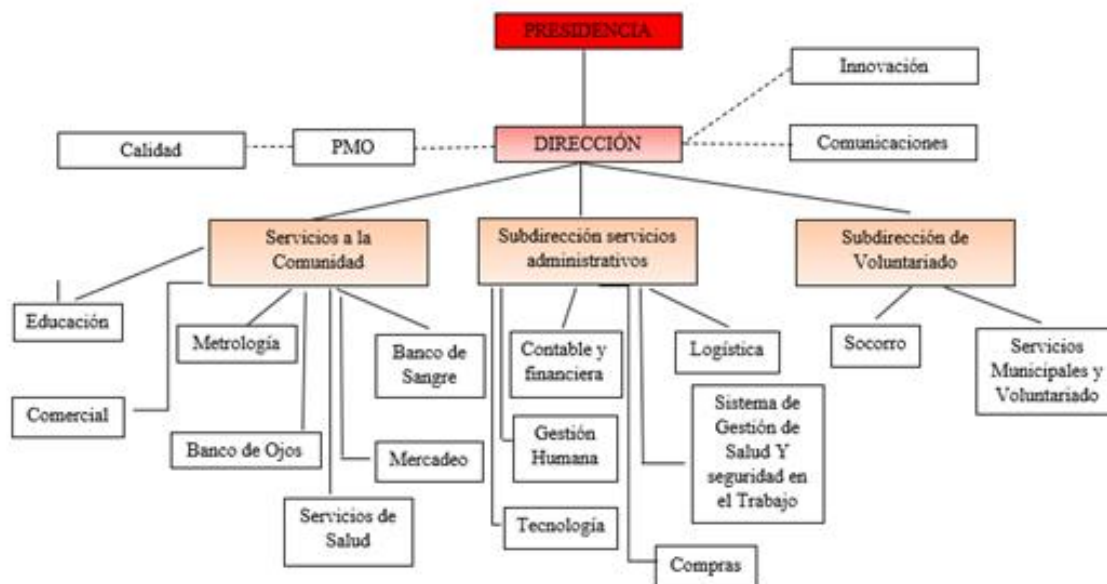 PRESIDENCIA
Innovación
Calidad
PMO
DIRECCIÓN
Comunicaciones
Servicios a la
Comunidad
Subdirección servicios
administrativos
Subdirección de
Voluntariado
Educación
Metrología
Banco de
Sangre
Contable y
financiera
Logística
Socorro
Servicios
Municipales y
Voluntariado
Comercial
Banco de Ojos
Mercadeo
Gestión
Humana
Sistema de
Gestión de
Salud Y
seguridad en
el Trabajo
Servicios de
Salud
Tecnología
Compras